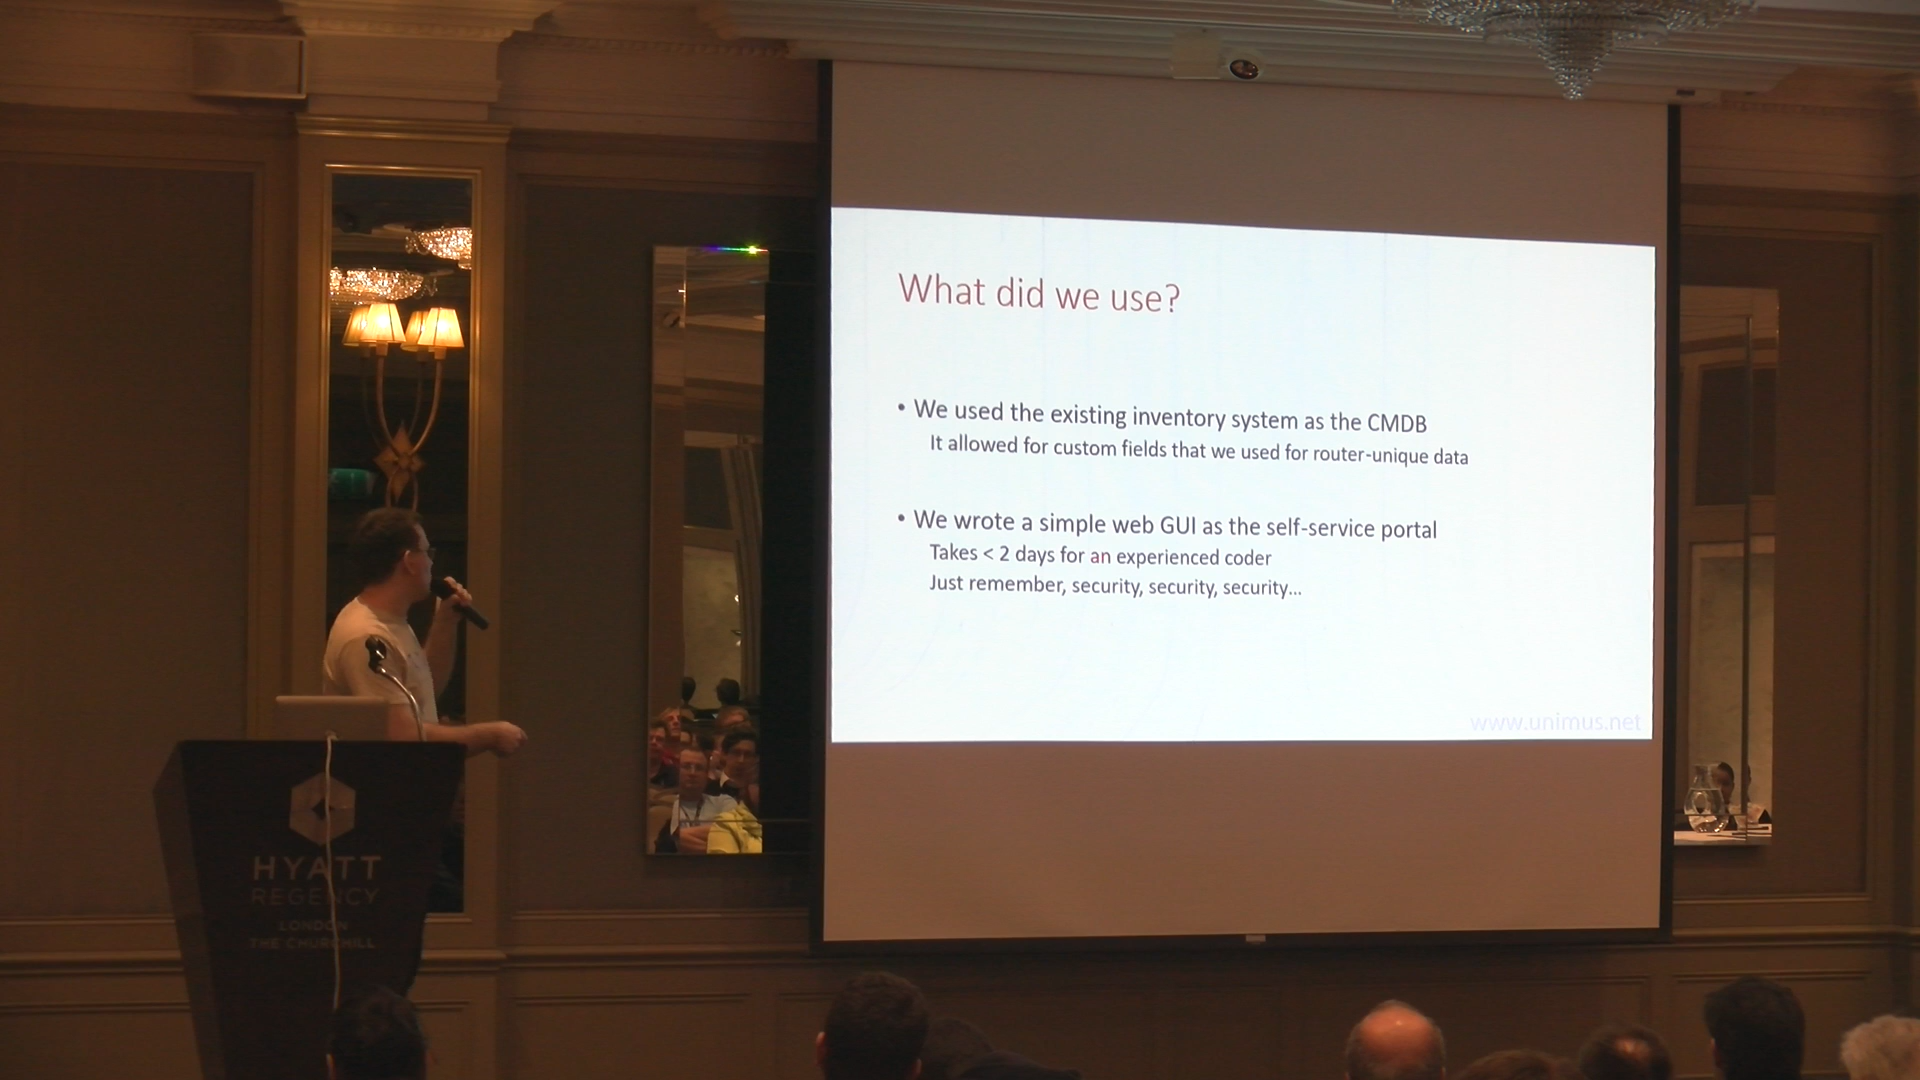 What did we use?
• We used the existing inventory system as the CMDB
It allowed for custom fields that we used for router-unique data
• We wrote a simple web GUI as the self-service portal
Takes < 2 days for an experienced coder
Just remember, security, security, security...
www.unimus.net
HYATT
REGENCY
LONDON
THE CHURCHILL